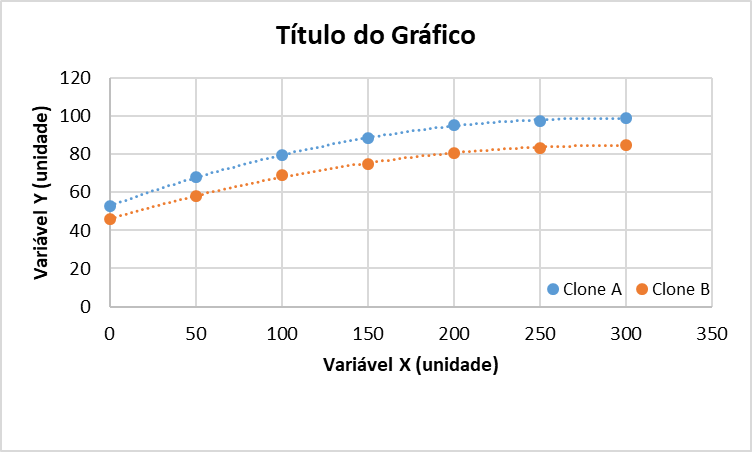 Título do Gráfico
Variável Y (unidade)
120
100
80
60
40
20
0
Clone A
Clone B
0 50 100 150 200 250 300 350
Variável X (unidade)